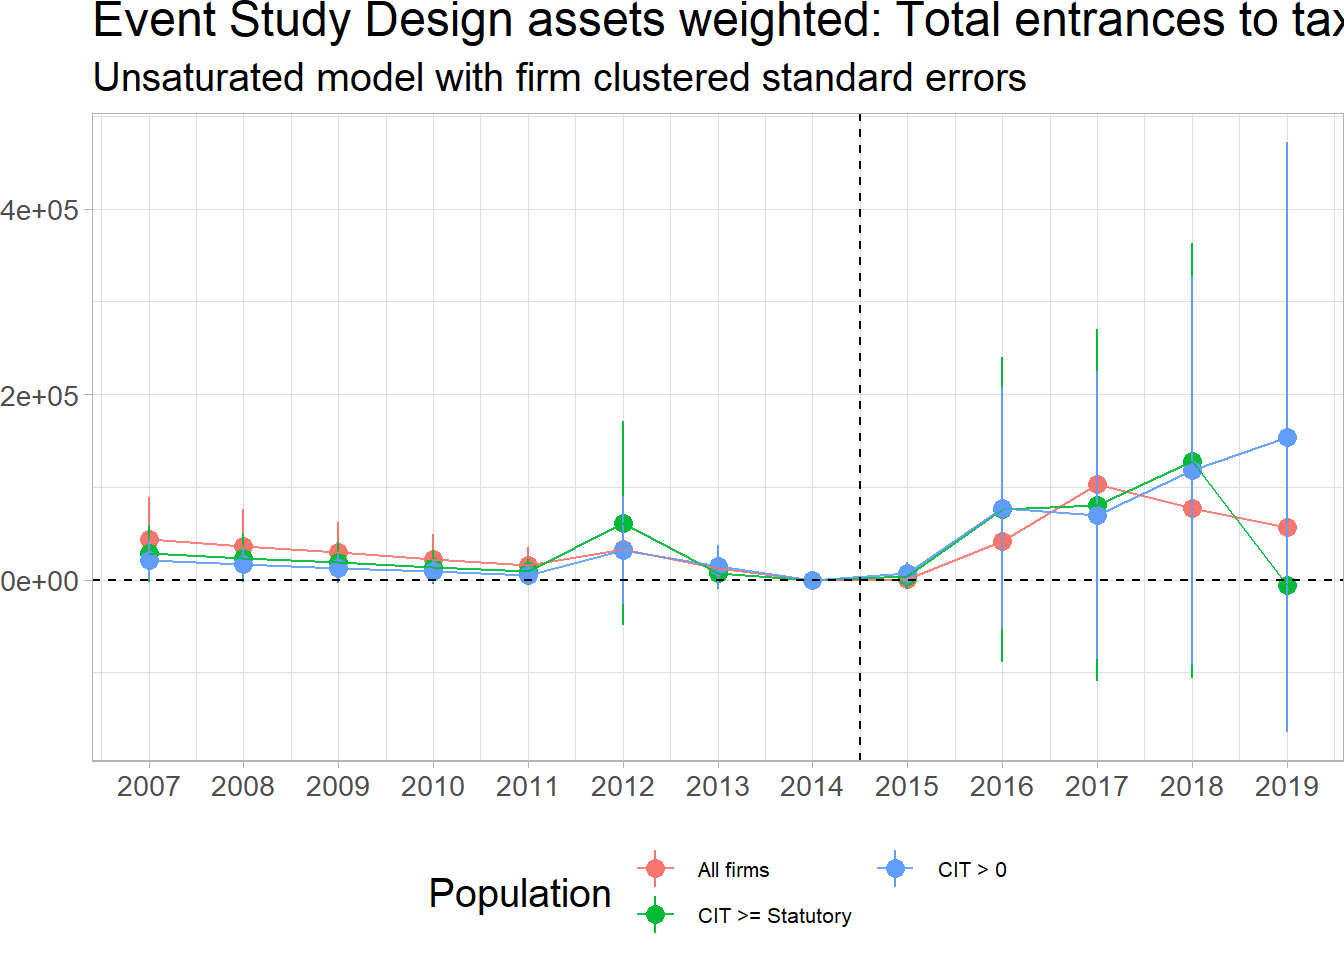 Event Study Design assets weighted: Total entrances to tax
Unsaturated model with firm clustered standard errors
4e+05
2e+05
0e+00
2007 2008 2009 2010 2011 2012 2013 2014 2015 2016 2017 2018 2019
Population
All firms
CIT >= Statutory
CIT > 0